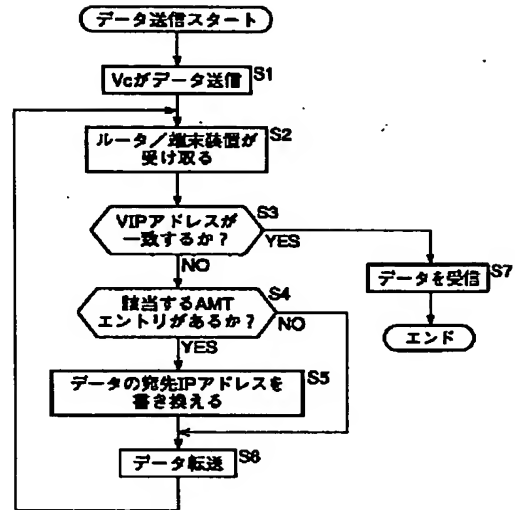 データ送信スタート
Vcがデータ送信
S1
ルータ／端末装置が
受け取る
S2
VIPアドレスが
一致するか？
S3
YES
NO
データを受信
S7
エンド
該当するAMT
エントリがあるか？
S4
NO
YES
データの宛先IPアドレスを
書き換える
S5
データ転送
S6